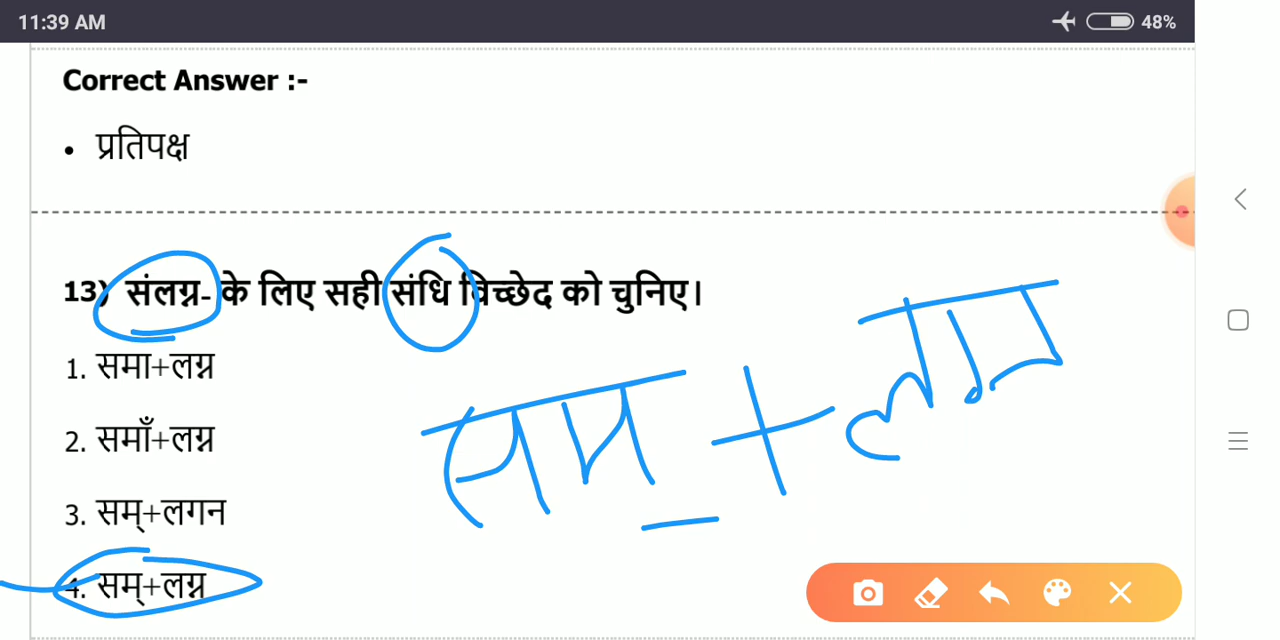 11:39 AM 48%
Correct Answer :-
• प्रतिपक्ष
13) संलग्न- के लिए सही संधि विच्छेद को चुनिए।
1. समा+लग्न
2. समाँ+लग्न
3. सम्+लगन
4. सम्+लग्न
सम् + लग्न